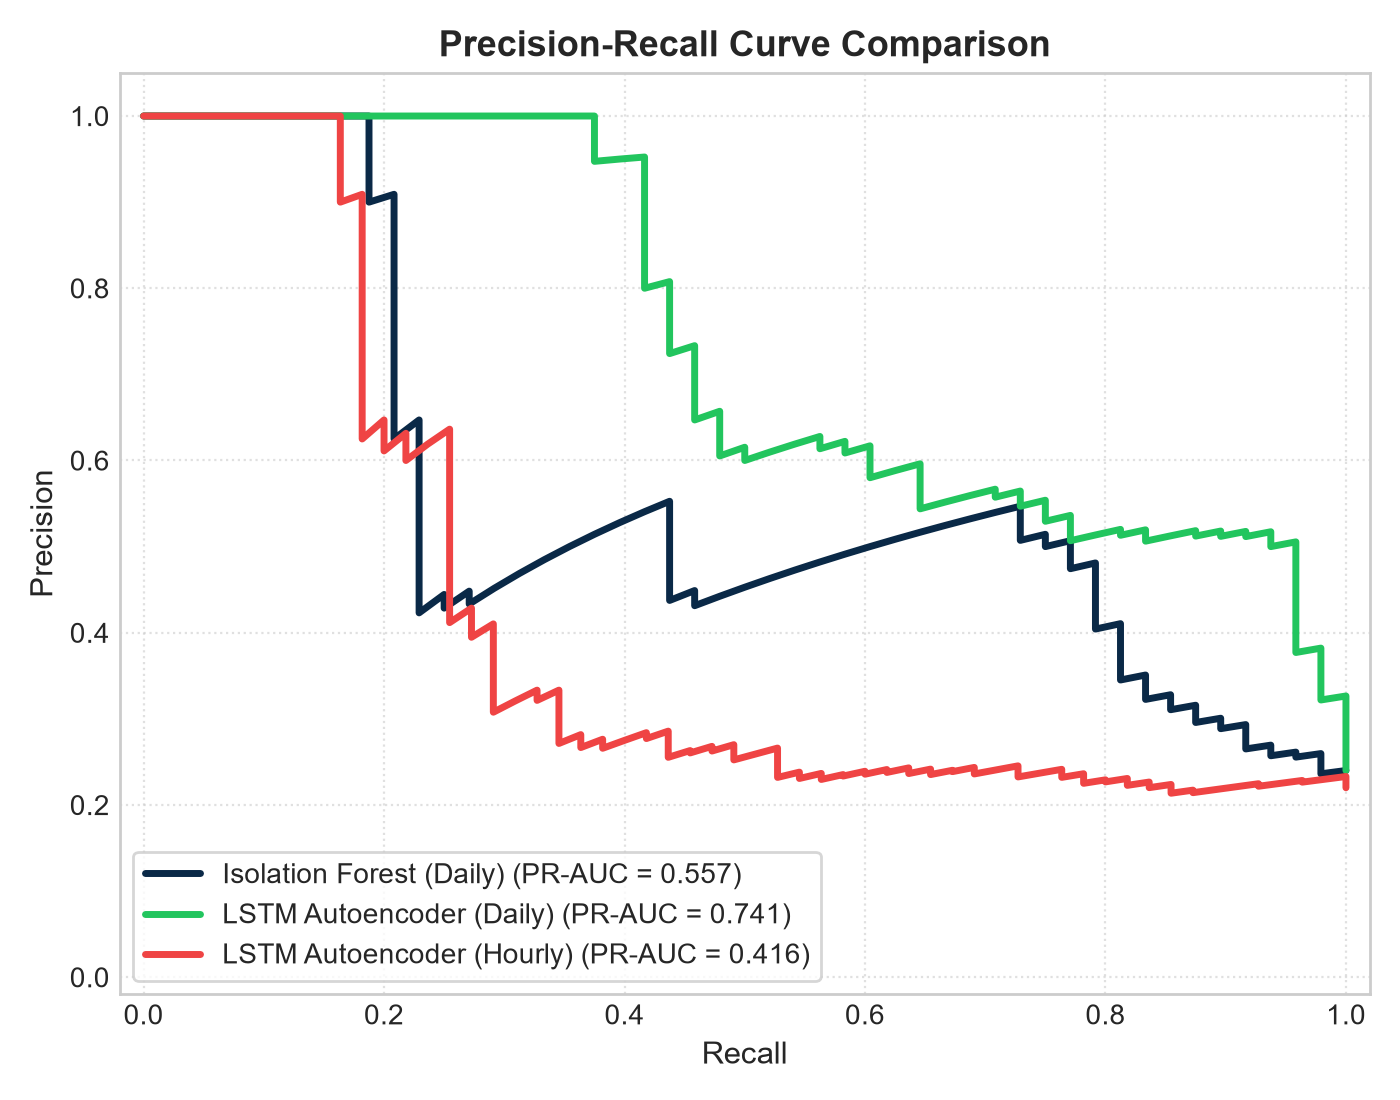 Precision-Recall Curve Comparison
1.0
0.8
0.6
0.4
0.2
0.0
Precision
Isolation Forest (Daily) (PR-AUC = 0.557)
LSTM Autoencoder (Daily) (PR-AUC = 0.741)
LSTM Autoencoder (Hourly) (PR-AUC = 0.416)
0.0 0.2 0.4 0.6 0.8 1.0
Recall